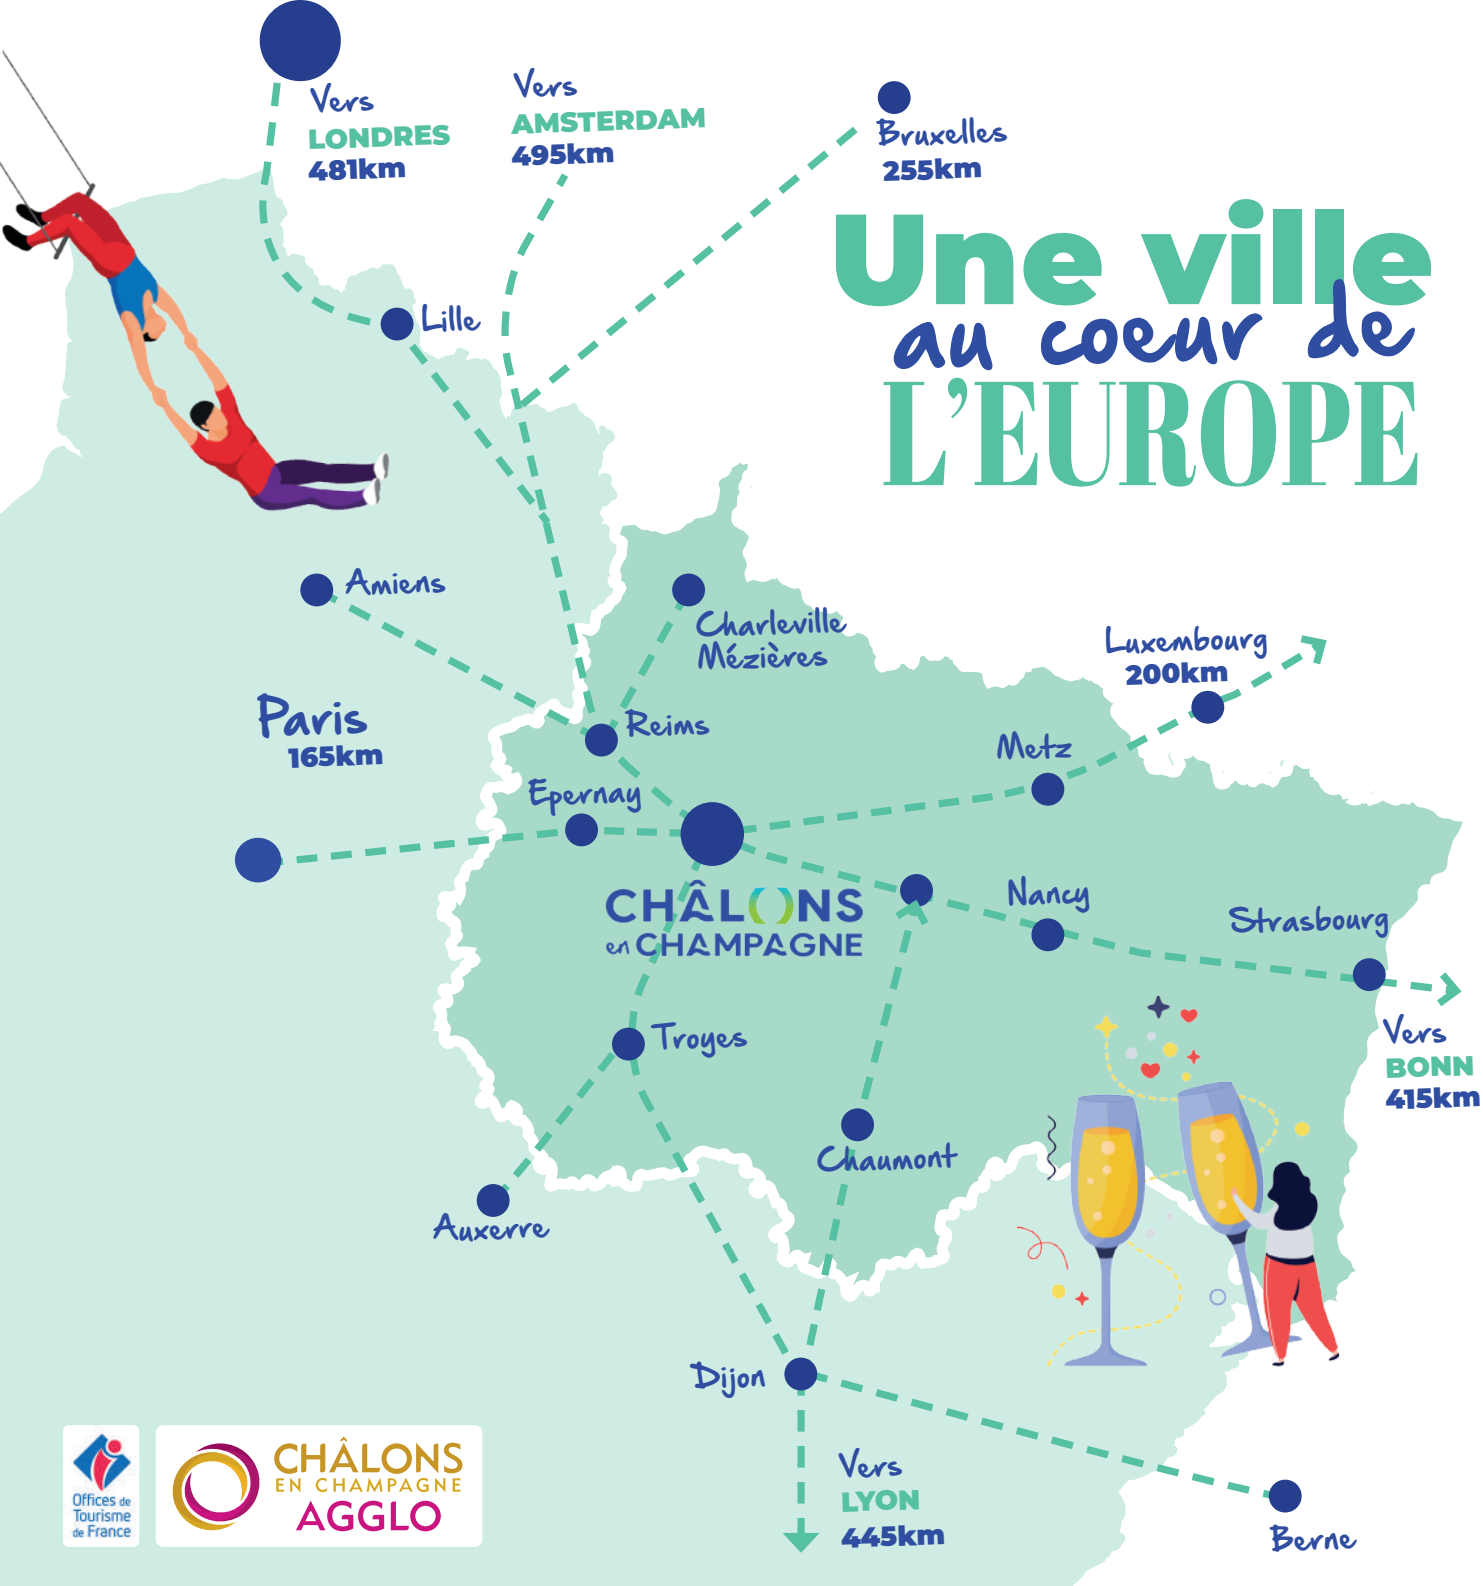 Vers
LONDRES
481km
Vers
AMSTERDAM
495km
Bruxelles
255km
Une ville
au coeur de
L'EUROPE
Lille
Amiens
Charleville
Mézières
Luxembourg
200km
Paris
165km
Reims
Metz
Epernay
CHÂLONS
en CHAMPAGNE
Nancy
Strasbourg
Vers
BONN
415km
Troyes
Chaumont
Auxerre
Dijon
Vers
LYON
445km
Berne
Offices de
Tourisme
de France
CHÂLONS
EN CHAMPAGNE
AGGLO